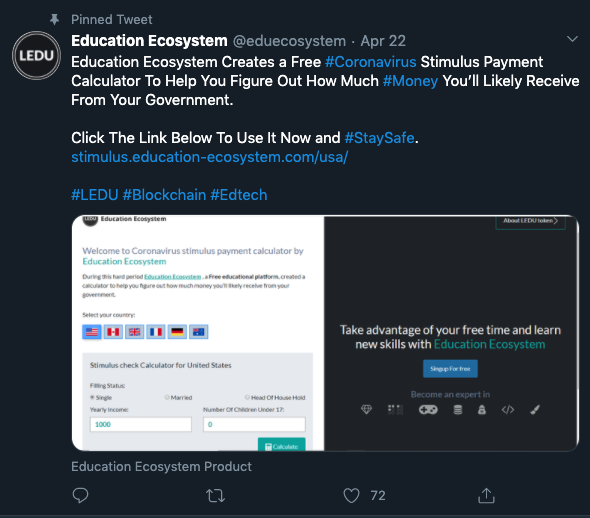 Pinned Tweet
LEDU
Education Ecosystem @educosystem · Apr 22
Education Ecosystem Creates a Free #Coronavirus Stimulus Payment
Calculator To Help You Figure Out How Much #Money You'll Likely Receive
From Your Government.
Click The Link Below To Use It Now and #StaySafe.
stimulus.education-ecosystem.com/usa/
#LEDU #Blockchain #Edtech
LEDU Education Ecosystem
About LEDU token >
Welcome to Coronavirus stimulus payment calculator by
Education Ecosystem
During this hard period Education Ecosystem , a Free educational platform, created a
calculator to help you figure out how much money you'll likely receive from your
government.
Select your country:
Stimulus check Calculator for United States
Filling Status:
Single Married Head Of House Hold
Yearly Income: Number Of Children Under 17:
1000 0
Calculate
Take advantage of your free time and learn
new skills with Education Ecosystem
Singup For free
Become an expert in
Education Ecosystem Product
72